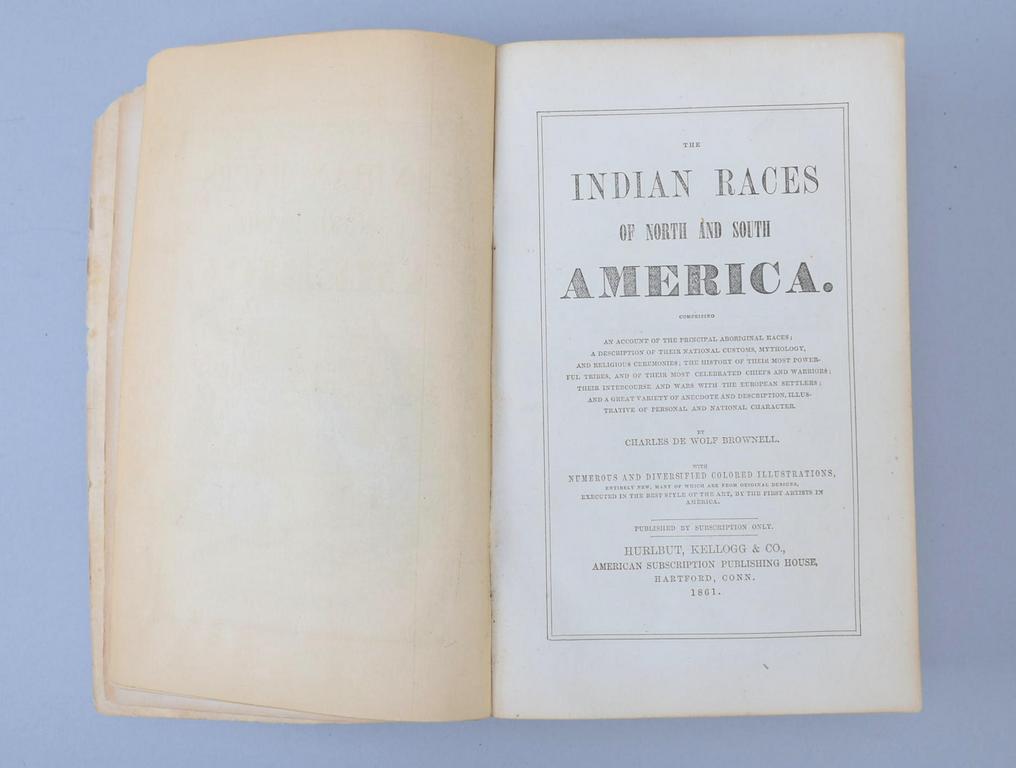 THE
INDIAN RACES
OF NORTH AND SOUTH
AMERICA.
COMPRISING
AN ACCOUNT OF THE PRINCIPAL ABORIGINAL RACES;
A DESCRIPTION OF THEIR NATIONAL CUSTOMS, MYTHOLOGY,
AND RELIGIOUS CEREMONIES; THE HISTORY OF THEIR MOST POWER-
FUL TRIBES, AND OF THEIR MOST CELEBRATED CHIEFS AND WARRIORS;
THEIR INTERCOURSE AND WARS WITH THE EUROPEAN SETTLERS;
AND A GREAT VARIETY OF ANECDOTE AND DESCRIPTION, ILLUS-
TRATIVE OF PERSONAL AND NATIONAL CHARACTER.
BY
CHARLES DE WOLF BROWNELL.
WITH
NUMEROUS AND DIVERSIFIED COLORED ILLUSTRATIONS,
ENTIRELY NEW, MANY OF WHICH ARE FROM ORIGINAL DESIGNS,
EXECUTED IN THE BEST STYLE OF THE ART, BY THE FIRST ARTISTS IN
AMERICA.
PUBLISHED BY SUBSCRIPTION ONLY.
HURLBUT, KELLOGG & CO.,
AMERICAN SUBSCRIPTION PUBLISHING HOUSE,
HARTFORD, CONN.
1861.